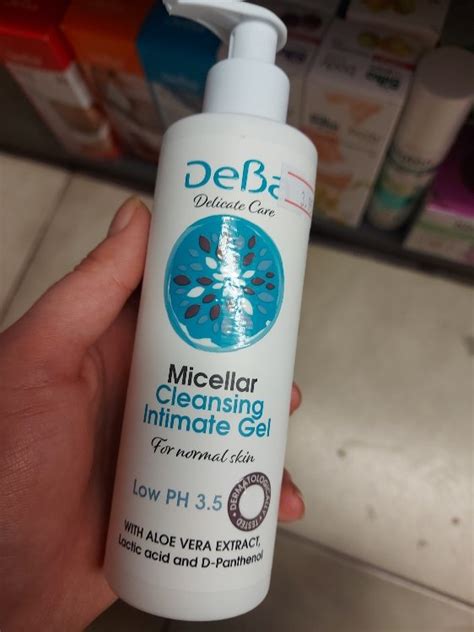 DeBa
Delicate Care
Micellar
Cleansing
Intimate Gel
For normal skin
Low PH 3.5
DERMATOLOGICALLY TESTED
WITH ALOE VERA EXTRACT,
Lactic acid and D-Panthenol